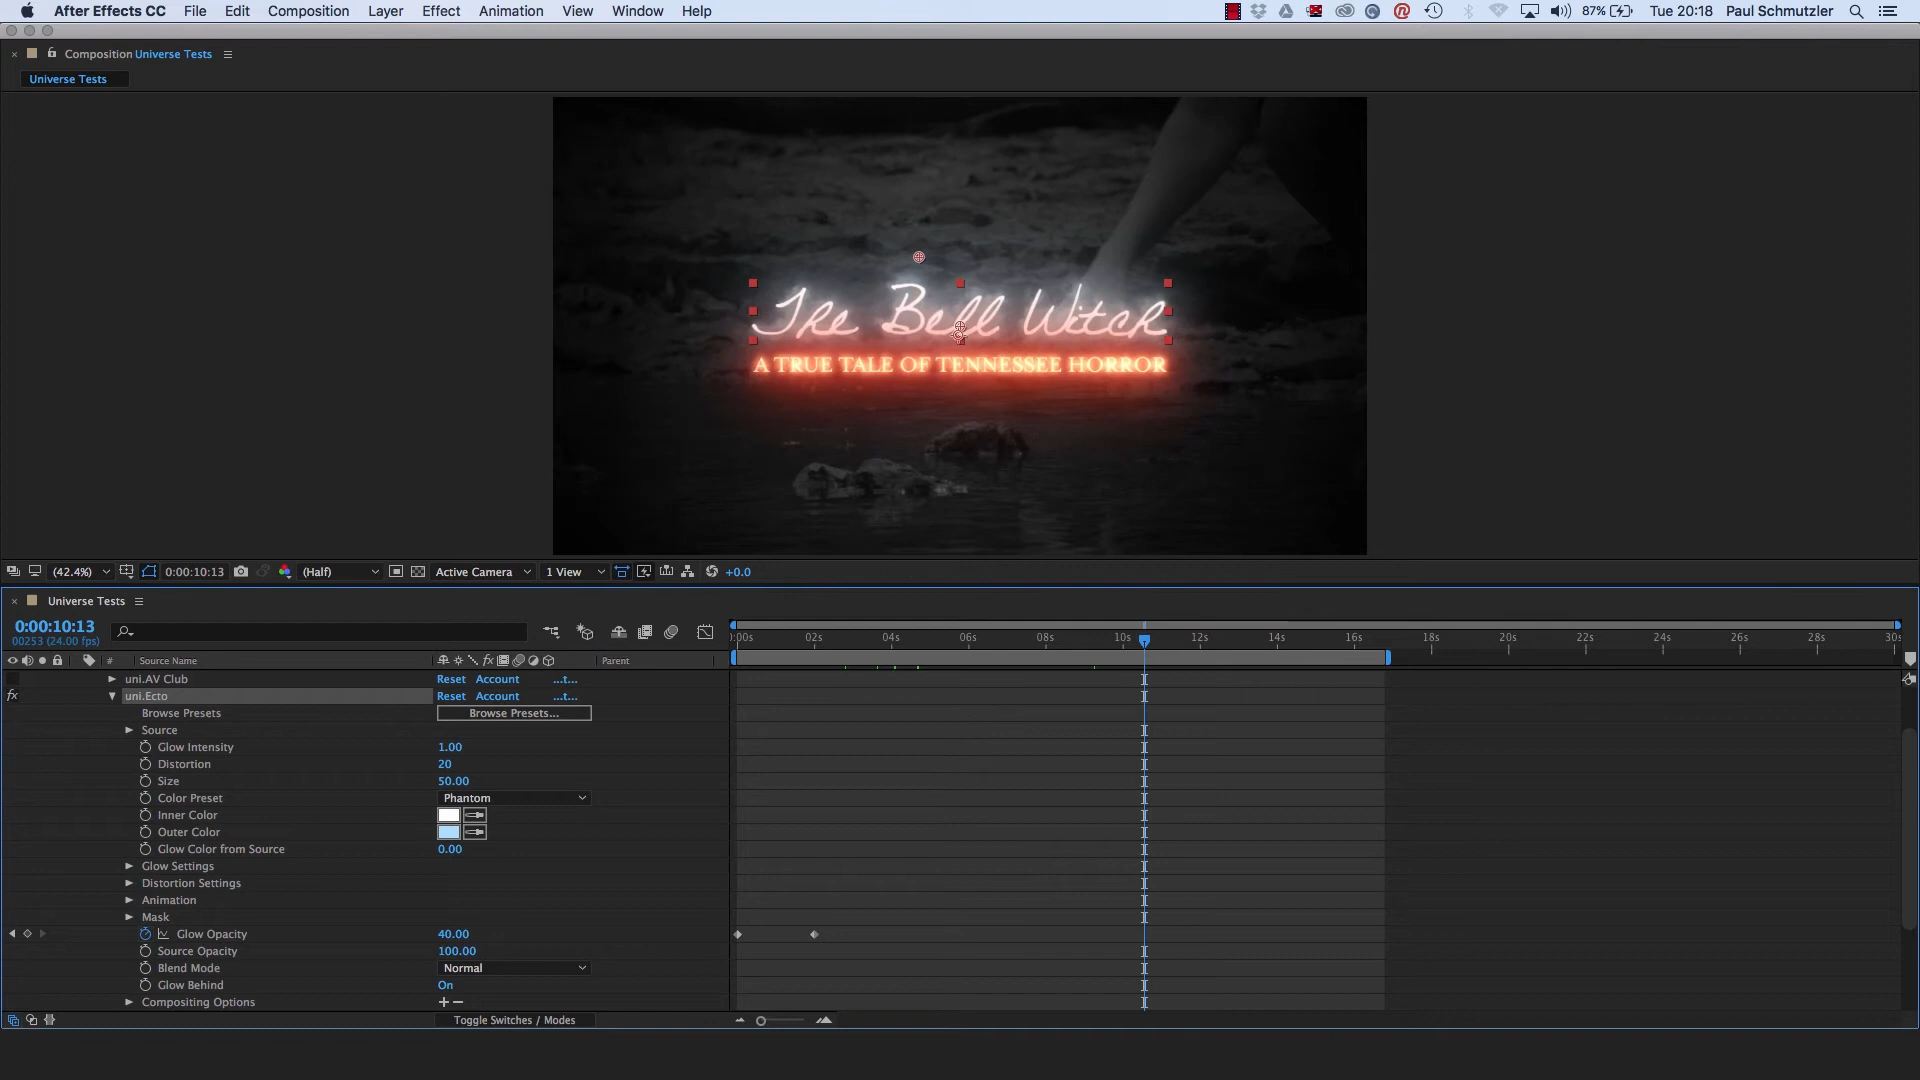 After Effects CC File Edit Composition Layer Effect Animation View Window Help 87% Tue 20:18 Paul Schmutzler
Composition Universe Tests
Universe Tests
The Bell Witch
A TRUE TALE OF TENNESSEE HORROR
(42.4%) 0:00:10:13 (Half) Active Camera 1 View +0.0
Universe Tests
0:00:10:13
00253 (24.00 fps)
:00s 02s 04s 06s 08s 10s 12s 14s 16s 18s 20s 22s 24s 26s 28s 30s
# Source Name fx Parent
uni.AV Club Reset Account ...t...
fx uni.Ecto Reset Account ...t...
Browse Presets Browse Presets...
Source
Glow Intensity 1.00
Distortion 20
Size 50.00
Color Preset Phantom
Inner Color
Outer Color
Glow Color from Source 0.00
Glow Settings
Distortion Settings
Animation
Mask
Glow Opacity 40.00
Source Opacity 100.00
Blend Mode Normal
Glow Behind On
Compositing Options + −
Toggle Switches / Modes